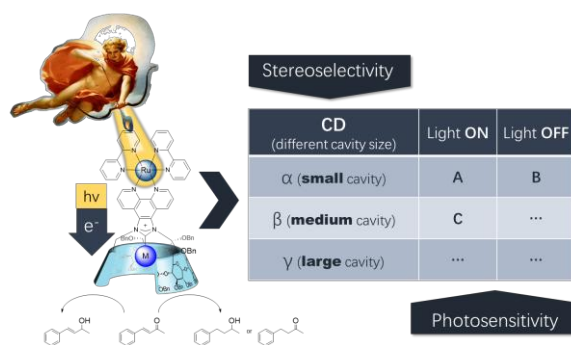 Stereoselectivity
CD
(different cavity size)
Light ON
Light OFF
α (small cavity)
A
B
β (medium cavity)
C
...
γ (large cavity)
...
...
Photosensitivity
hν
e⁻
N
N
N
N
Ru
N
N
N
N
N
N
+
BnO
OBn
M
OBn
O
OBn
OBn
OH
O
OH
or
O